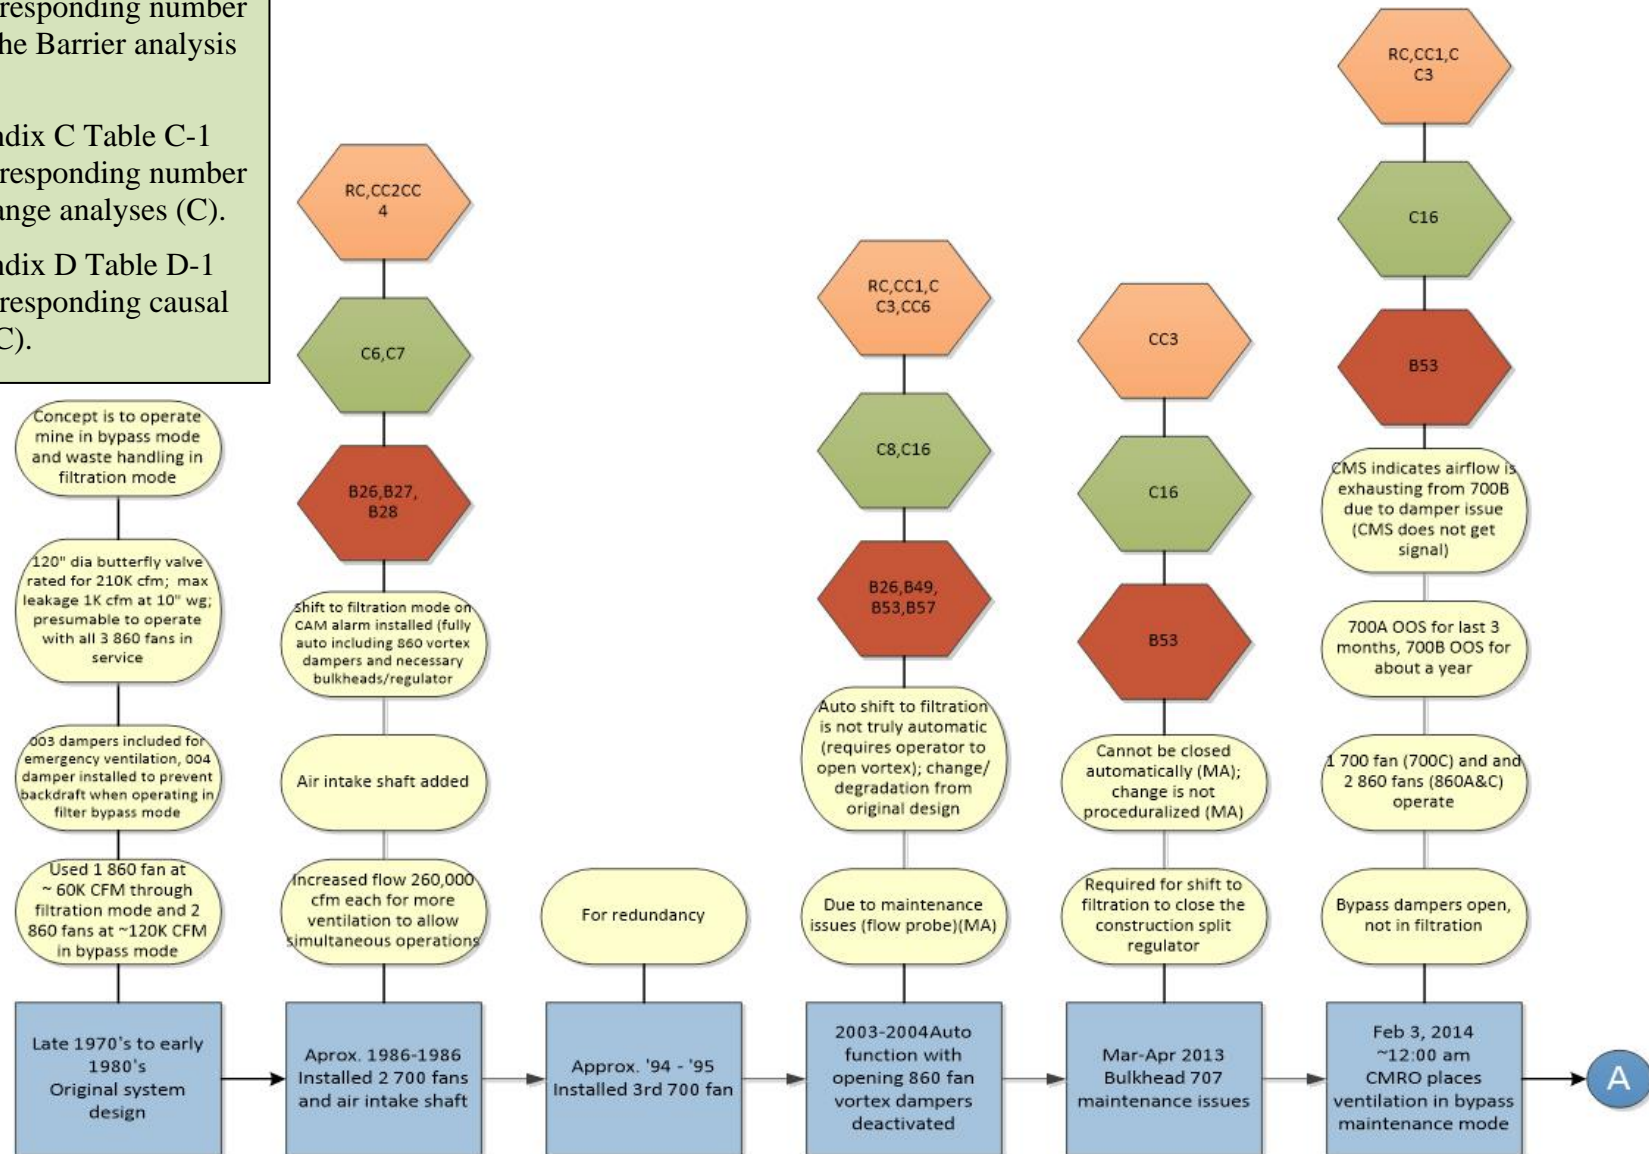 responding number
he Barrier analysis
ndix C Table C-1
responding number
ange analyses (C).
ndix D Table D-1
responding causal
C).
Concept is to operate
mine in bypass mode
and waste handling in
filtration mode
120" dia butterfly valve
rated for 210K cfm; max
leakage 1K cfm at 10" wg;
presumable to operate
with all 3 860 fans in
service
003 dampers included for
emergency ventilation, 004
damper installed to prevent
backdraft when operating in
filter bypass mode
Used 1 860 fan at
~ 60K CFM through
filtration mode and 2
860 fans at ~120K CFM
in bypass mode
Late 1970's to early
1980's
Original system
design
RC,CC2CC
4
C6,C7
B26,B27,
B28
Shift to filtration mode on
CAM alarm installed (fully
auto including 860 vortex
dampers and necessary
bulkheads/regulator
Air intake shaft added
Increased flow 260,000
cfm each for more
ventilation to allow
simultaneous operations
Aprox. 1986-1986
Installed 2 700 fans
and air intake shaft
For redundancy
Approx. '94 - '95
Installed 3rd 700 fan
RC,CC1,C
C3,CC6
C8,C16
B26,B49,
B53,B57
Auto shift to filtration
is not truly automatic
(requires operator to
open vortex); change/
degradation from
original design
Due to maintenance
issues (flow probe)(MA)
2003-2004Auto
function with
opening 860 fan
vortex dampers
deactivated
CC3
C16
B53
Cannot be closed
automatically (MA);
change is not
proceduralized (MA)
Required for shift to
filtration to close the
construction split
regulator
Mar-Apr 2013
Bulkhead 707
maintenance issues
RC,CC1,C
C3
C16
B53
CMS indicates airflow is
exhausting from 700B
due to damper issue
(CMS does not get
signal)
700A OOS for last 3
months, 700B OOS for
about a year
1 700 fan (700C) and and
2 860 fans (860A&C)
operate
Bypass dampers open,
not in filtration
Feb 3, 2014
~12:00 am
CMRO places
ventilation in bypass
maintenance mode
A